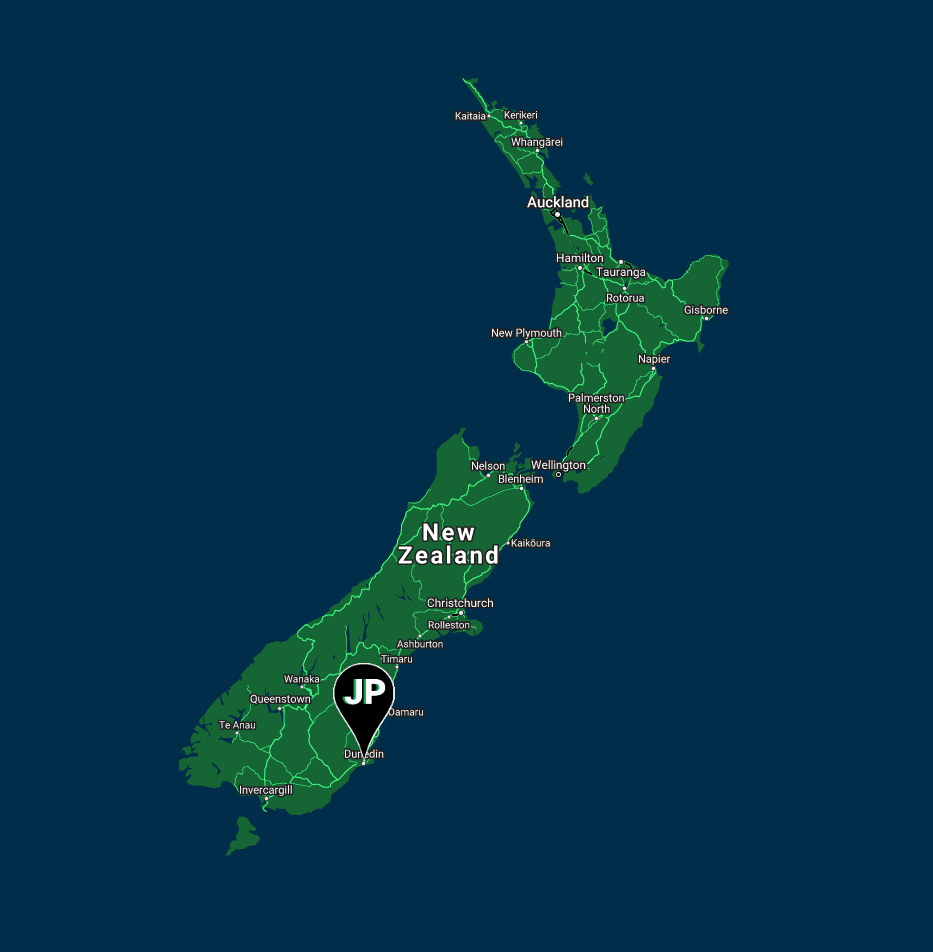 Kaitaia
Kerikeri
Whangārei
Auckland
Hamilton
Tauranga
Rotorua
Gisborne
New Plymouth
Napier
Palmerston
North
Nelson
Wellington
Blenheim
New
Zealand
Kaikōura
Christchurch
Rolleston
Ashburton
Timaru
Wanaka
JP
Queenstown
Oamaru
Te Anau
Dunedin
Invercargill